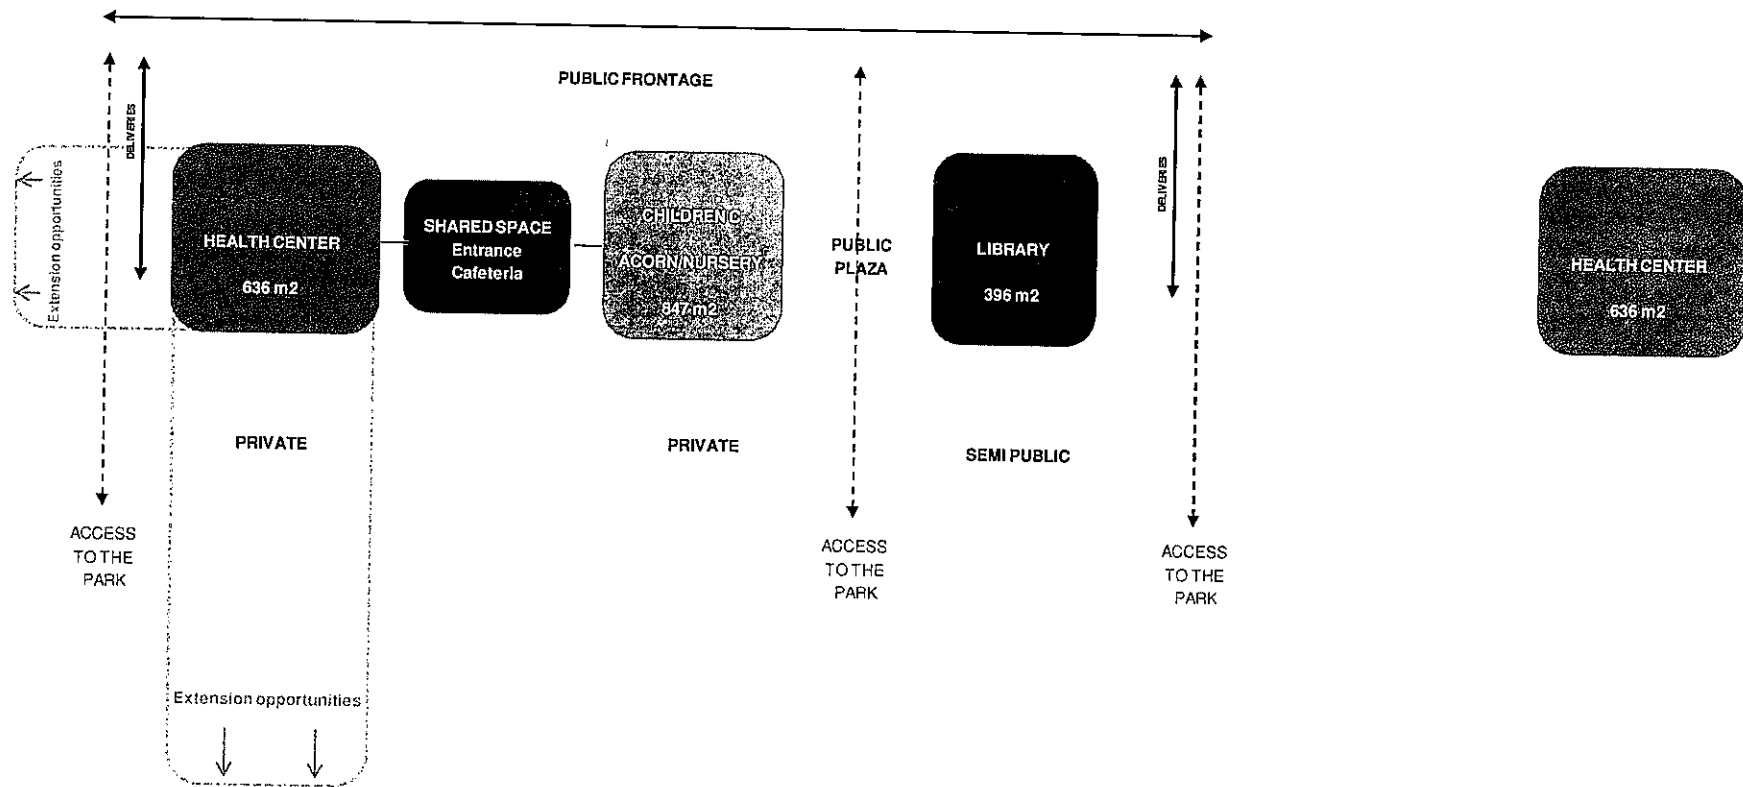 PUBLIC FRONTAGE
DELIVERIES
Extension opportunities
HEALTH CENTER
636 m2
SHARED SPACE
Entrance
Cafeteria
CHILDREN C
ACORN/NURSERY
847 m2
PUBLIC
PLAZA
LIBRARY
396 m2
DELIVERIES
HEALTH CENTER
636 m2
PRIVATE
PRIVATE
SEMI PUBLIC
ACCESS
TO THE
PARK
ACCESS
TO THE
PARK
ACCESS
TO THE
PARK
Extension opportunities